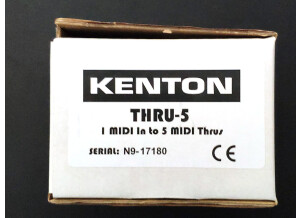 KENTON
THRU-5
1 MIDI In to 5 MIDI Thrus
SERIAL: N9-17180 CE